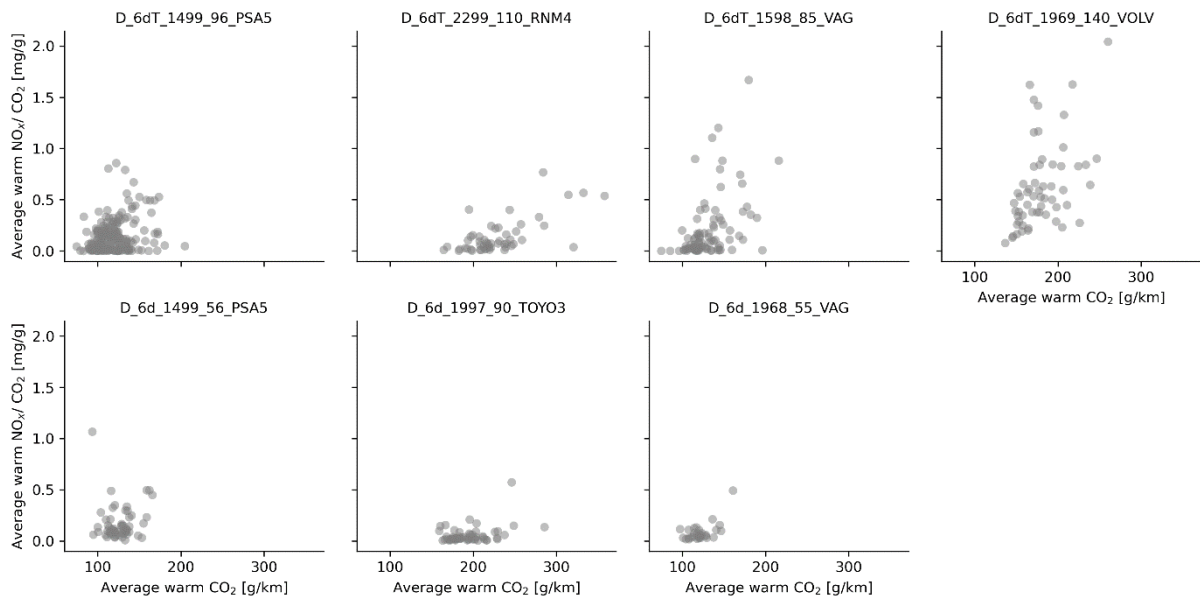 D_6dT_1499_96_PSA5
D_6dT_2299_110_RNM4
D_6dT_1598_85_VAG
D_6dT_1969_140_VOLV
Average warm NOₓ/ CO₂ [mg/g]
2.0
1.5
1.0
0.5
0.0
100
200
300
Average warm CO₂ [g/km]
D_6d_1499_56_PSA5
D_6d_1997_90_TOYO3
D_6d_1968_55_VAG
Average warm NOₓ/ CO₂ [mg/g]
2.0
1.5
1.0
0.5
0.0
100
200
300
100
200
300
100
200
300
Average warm CO₂ [g/km]
Average warm CO₂ [g/km]
Average warm CO₂ [g/km]